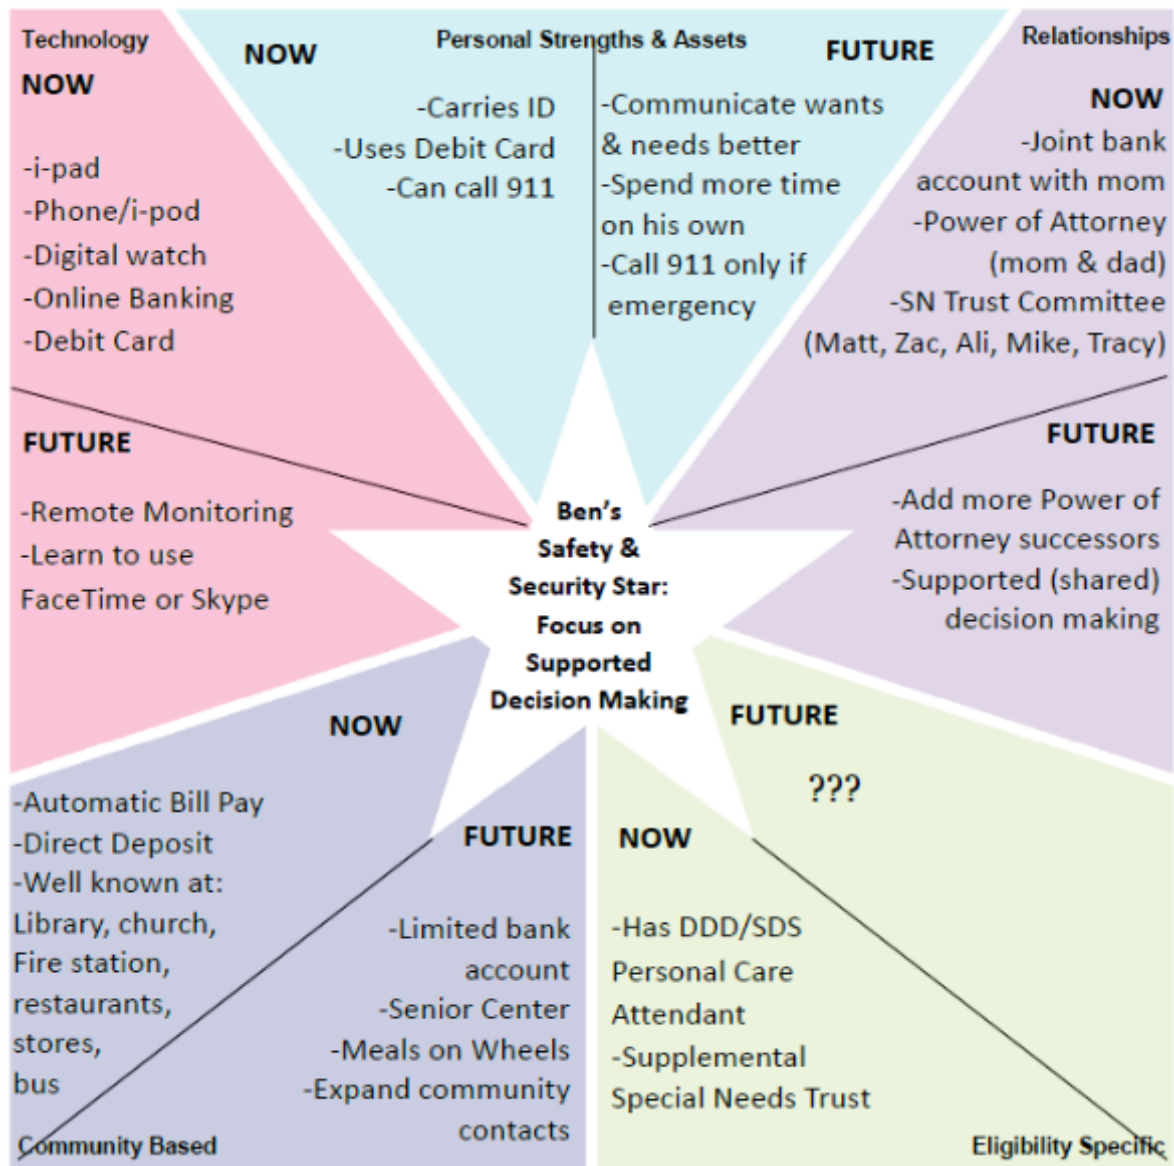 Technology
NOW
-i-pad
-Phone/i-pod
-Digital watch
-Online Banking
-Debit Card
FUTURE
-Remote Monitoring
-Learn to use
FaceTime or Skype
Personal Strengths & Assets
NOW
-Carries ID
-Uses Debit Card
-Can call 911
FUTURE
-Communicate wants
& needs better
-Spend more time
on his own
-Call 911 only if
emergency
Relationships
NOW
-Joint bank
account with mom
-Power of Attorney
(mom & dad)
-SN Trust Committee
(Matt, Zac, Ali, Mike, Tracy)
FUTURE
-Add more Power of
Attorney successors
-Supported (shared)
decision making
Ben's
Safety &
Security Star:
Focus on
Supported
Decision Making
NOW
-Automatic Bill Pay
-Direct Deposit
-Well known at:
Library, church,
Fire station,
restaurants,
stores,
bus
FUTURE
-Limited bank
account
-Senior Center
-Meals on Wheels
-Expand community
contacts
Community Based
FUTURE
???
NOW
-Has DDD/SDS
Personal Care
Attendant
-Supplemental
Special Needs Trust
Eligibility Specific